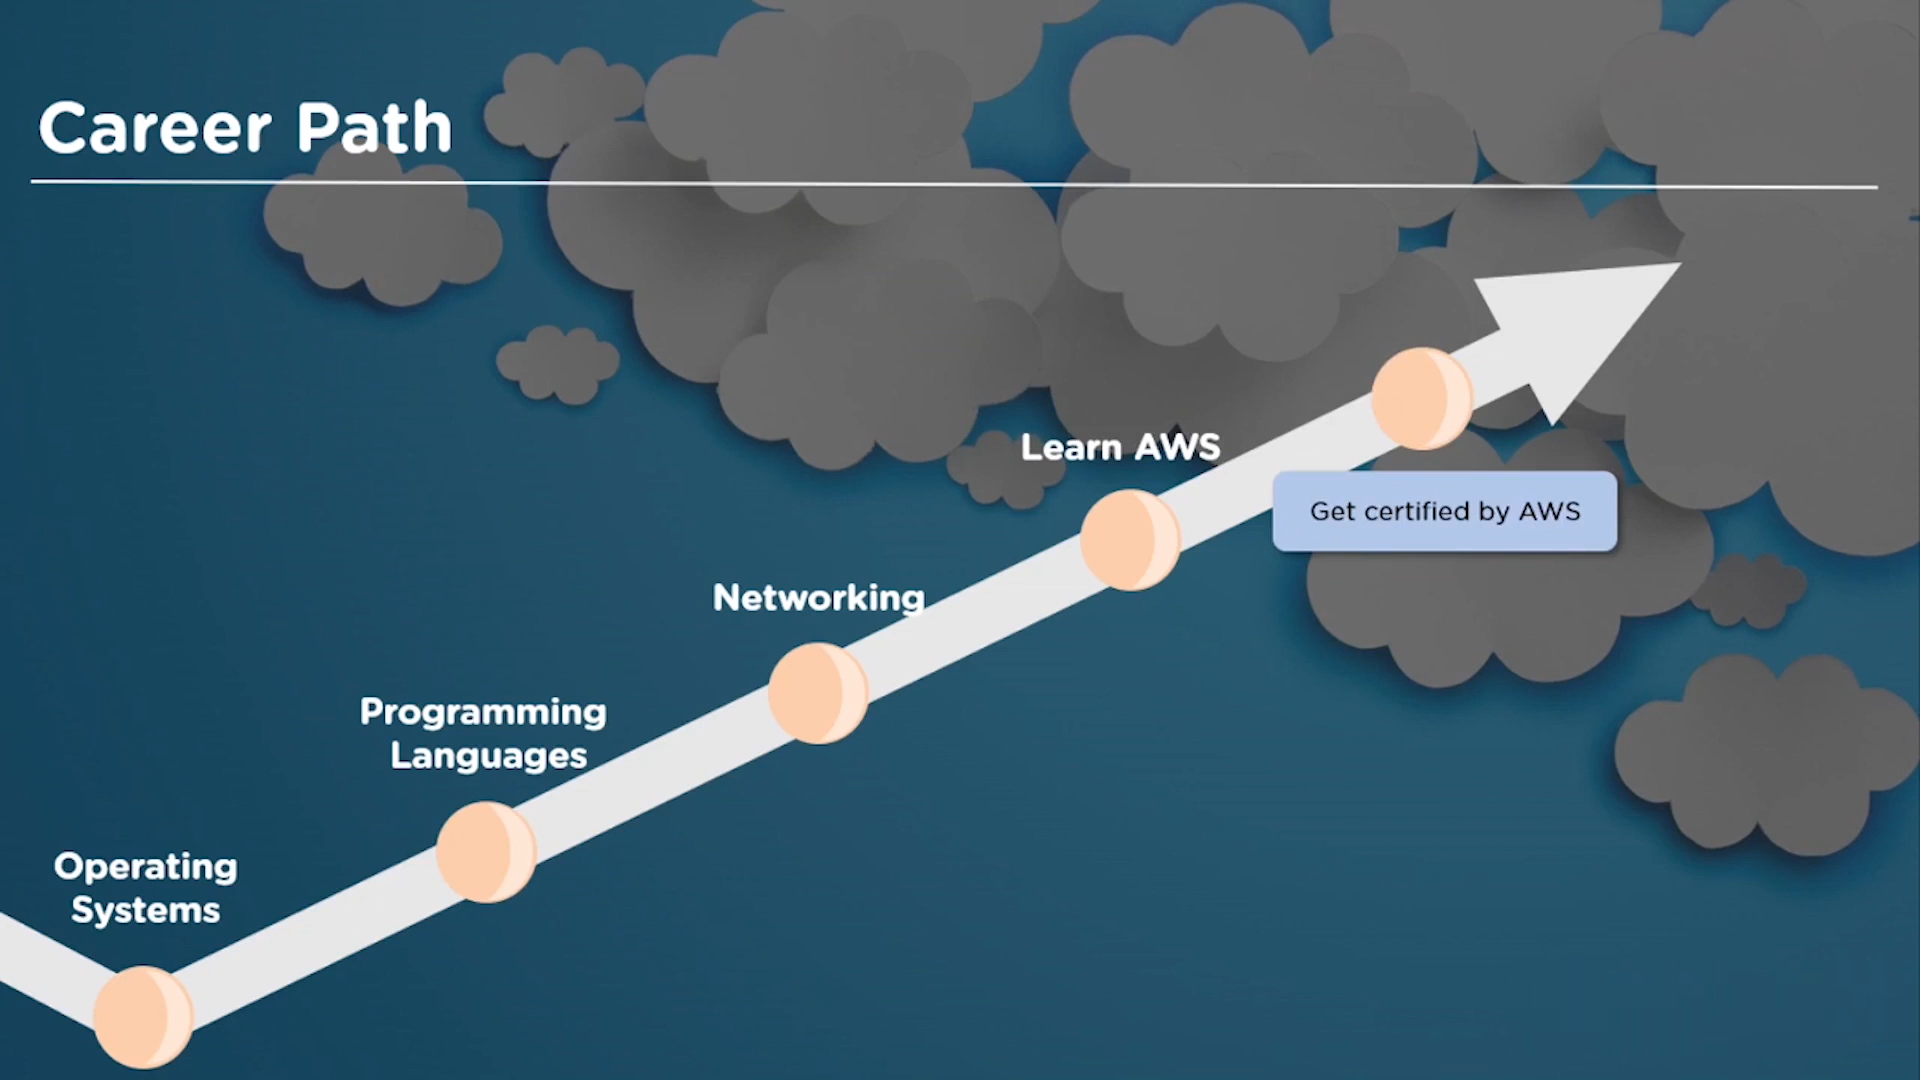 Career Path
Learn AWS
Get certified by AWS
Networking
Programming
Languages
Operating
Systems